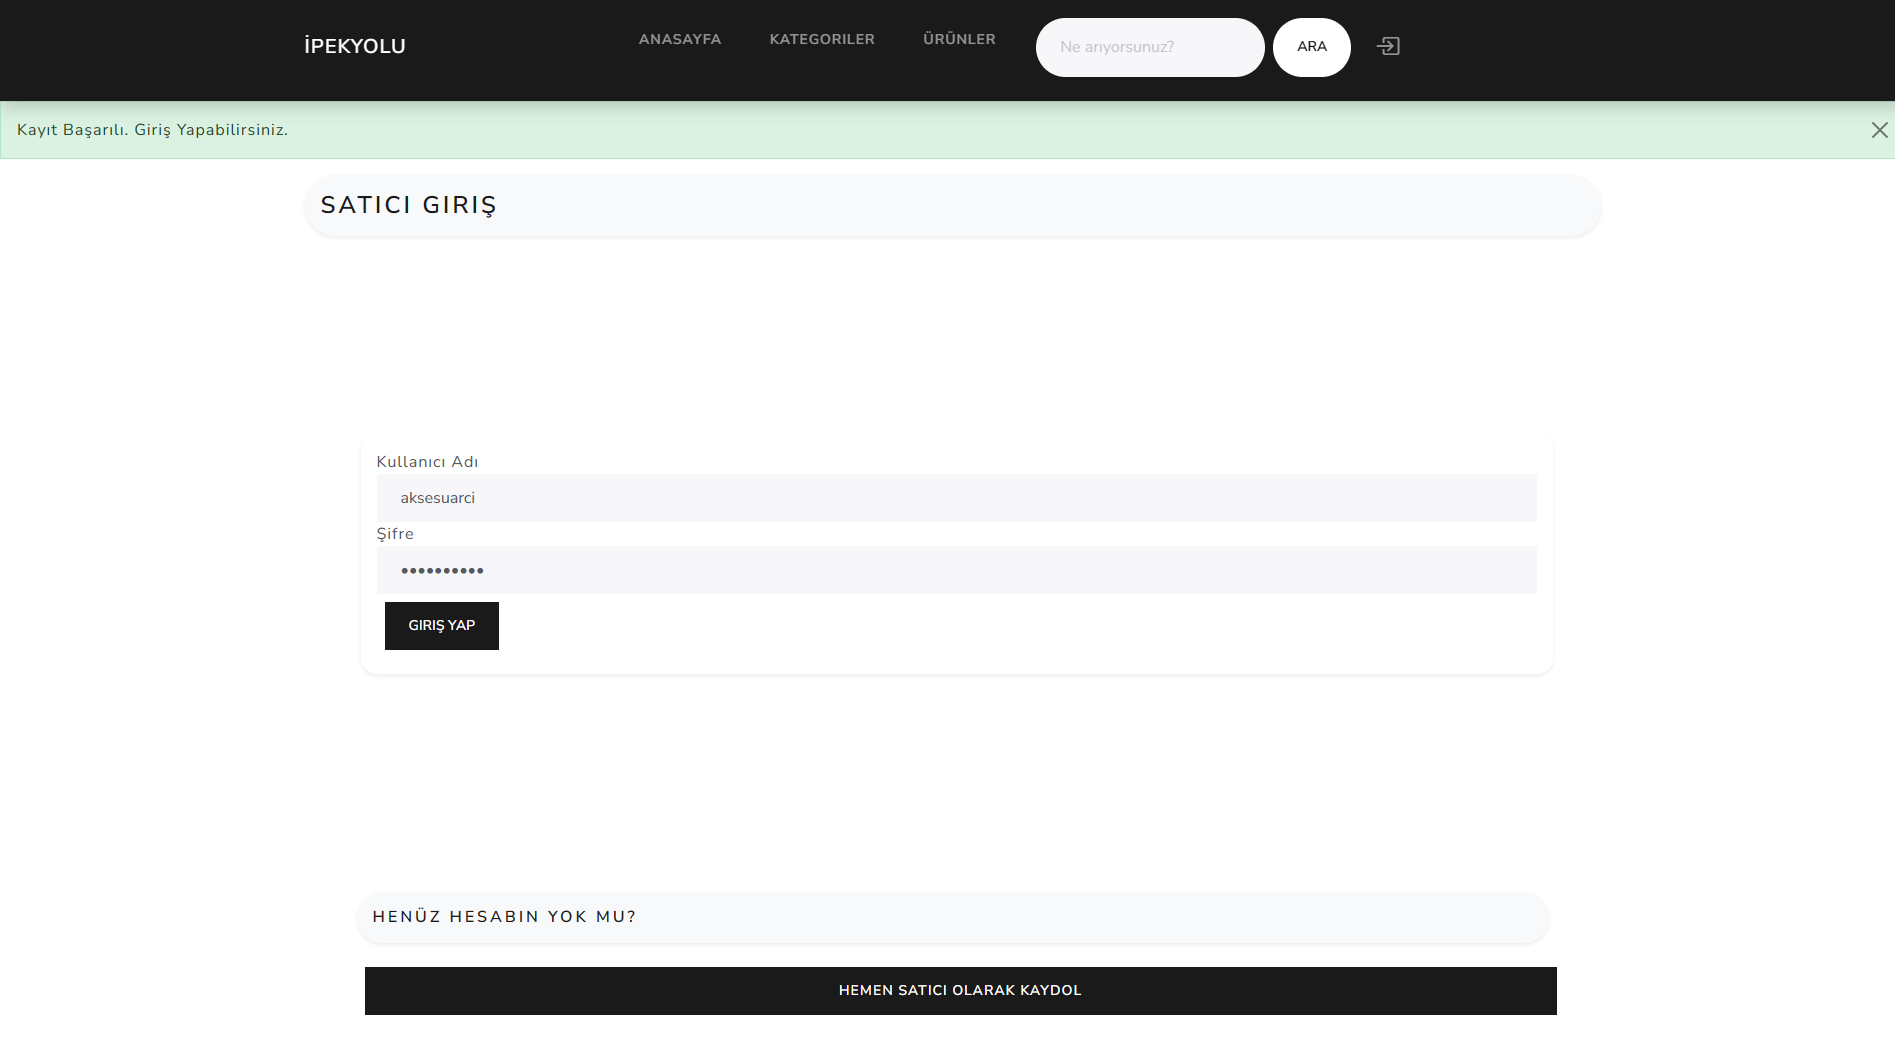 İPEKYOLU
ANASAYFA KATEGORILER ÜRÜNLER Ne arıyorsunuz? ARA
Kayıt Başarılı. Giriş Yapabilirsiniz.
SATICI GIRIŞ
Kullanıcı Adı
aksesuarci
Şifre
••••••••••
GIRIŞ YAP
HENÜZ HESABIN YOK MU?
HEMEN SATICI OLARAK KAYDOL